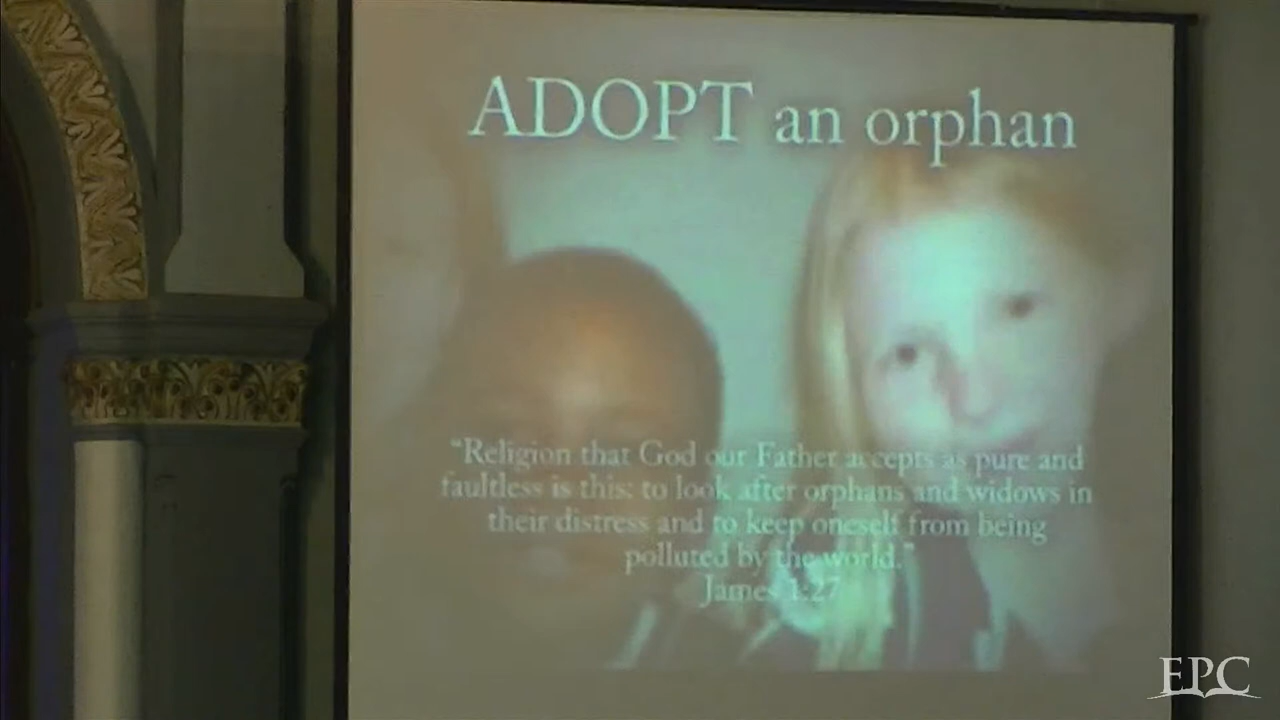 ADOPT an orphan
“Religion that God our Father accepts as pure and
faultless is this: to look after orphans and widows in
their distress and to keep oneself from being
polluted by the world.”
James 1:27
EPC